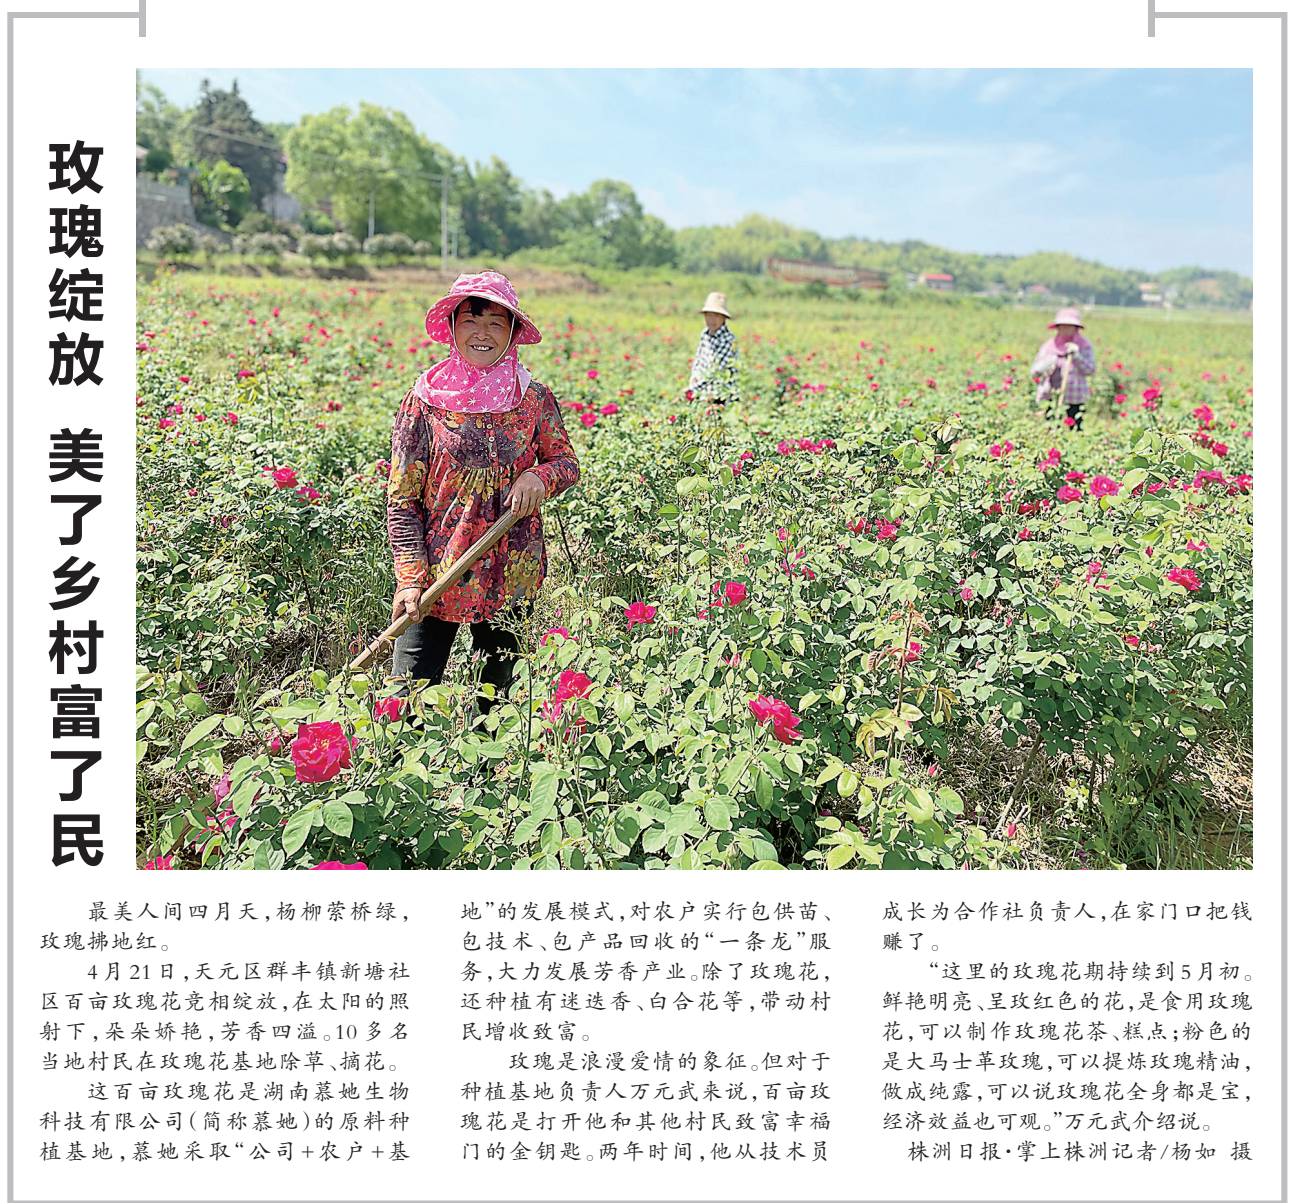 玫瑰绽放 美了乡村富了民
最美人间四月天，杨柳萦桥绿，
玫瑰拂地红。
4月21日，天元区群丰镇新塘社
区百亩玫瑰花竞相绽放，在太阳的照
射下，朵朵娇艳，芳香四溢。10多名
当地村民在玫瑰花基地除草、摘花。
这百亩玫瑰花是湖南慕她生物
科技有限公司（简称慕她）的原料种
植基地，慕她采取“公司+农户+基
地”的发展模式，对农户实行包供苗、
包技术、包产品回收的“一条龙”服
务，大力发展芳香产业。除了玫瑰花，
还种植有迷迭香、白合花等，带动村
民增收致富。
玫瑰是浪漫爱情的象征。但对于
种植基地负责人万元武来说，百亩玫
瑰花是打开他和其他村民致富幸福
门的金钥匙。两年时间，他从技术员
成长为合作社负责人，在家门口把钱
赚了。
“这里的玫瑰花期持续到5月初。
鲜艳明亮、呈玫红色的花，是食用玫瑰
花，可以制作玫瑰花茶、糕点；粉色的
是大马士革玫瑰，可以提炼玫瑰精油，
做成纯露，可以说玫瑰花全身都是宝，
经济效益也可观。”万元武介绍说。
株洲日报·掌上株洲记者/杨如 摄